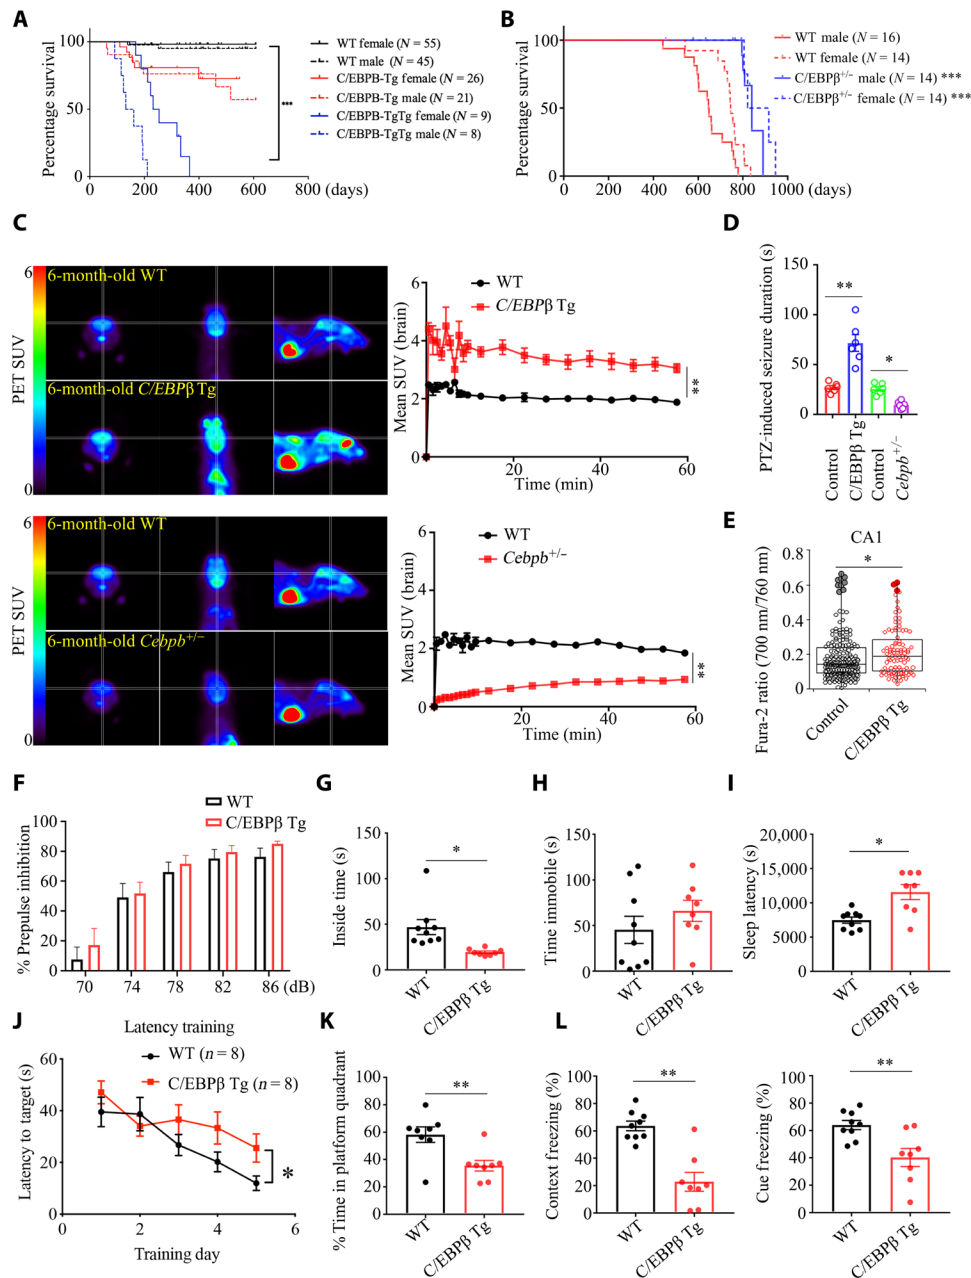 A
Percentage survival
100
50
0
0
200
400
600
800
(days)
WT female (N = 55)
WT male (N = 45)
C/EBPB-Tg female (N = 26)
C/EBPB-Tg male (N = 21)
C/EBPB-TgTg female (N = 9)
C/EBPB-TgTg male (N = 8)
***
B
Percentage survival
100
50
0
0
200
400
600
800
1000
(days)
WT male (N = 16)
WT female (N = 14)
C/EBPβ+/− male (N = 14) ***
C/EBPβ+/− female (N = 14) ***
C
6
PET SUV
0
6-month-old WT
6-month-old C/EBPβ Tg
Mean SUV (brain)
6
4
2
0
20
40
60
Time (min)
WT
C/EBPβ Tg
**
6
PET SUV
0
6-month-old WT
6-month-old Cebpb+/−
Mean SUV (brain)
6
4
2
0
20
40
60
Time (min)
WT
Cebpb+/−
**
D
PTZ-induced seizure duration (s)
150
100
50
0
**
*
Control
C/EBPβ Tg
Control
Cebpb+/−
E
CA1
Fura-2 ratio (700 nm/760 nm)
0.8
0.6
0.4
0.2
0
*
Control
C/EBPβ Tg
F
WT
C/EBPβ Tg
% Prepulse inhibition
100
80
60
40
20
0
70
74
78
82
86 (dB)
G
Inside time (s)
150
100
50
0
*
WT
C/EBPβ Tg
H
Time immobile (s)
150
100
50
0
WT
C/EBPβ Tg
I
Sleep latency (s)
20,000
15,000
10,000
5000
0
*
WT
C/EBPβ Tg
J
Latency training
WT (n = 8)
C/EBPβ Tg (n = 8)
Latency to target (s)
60
40
20
0
0
2
4
6
Training day
*
K
% Time in platform quadrant
100
80
60
40
20
0
**
WT
C/EBPβ Tg
L
Context freezing (%)
100
80
60
40
20
0
**
WT
C/EBPβ Tg
Cue freezing (%)
100
80
60
40
20
0
**
WT
C/EBPβ Tg